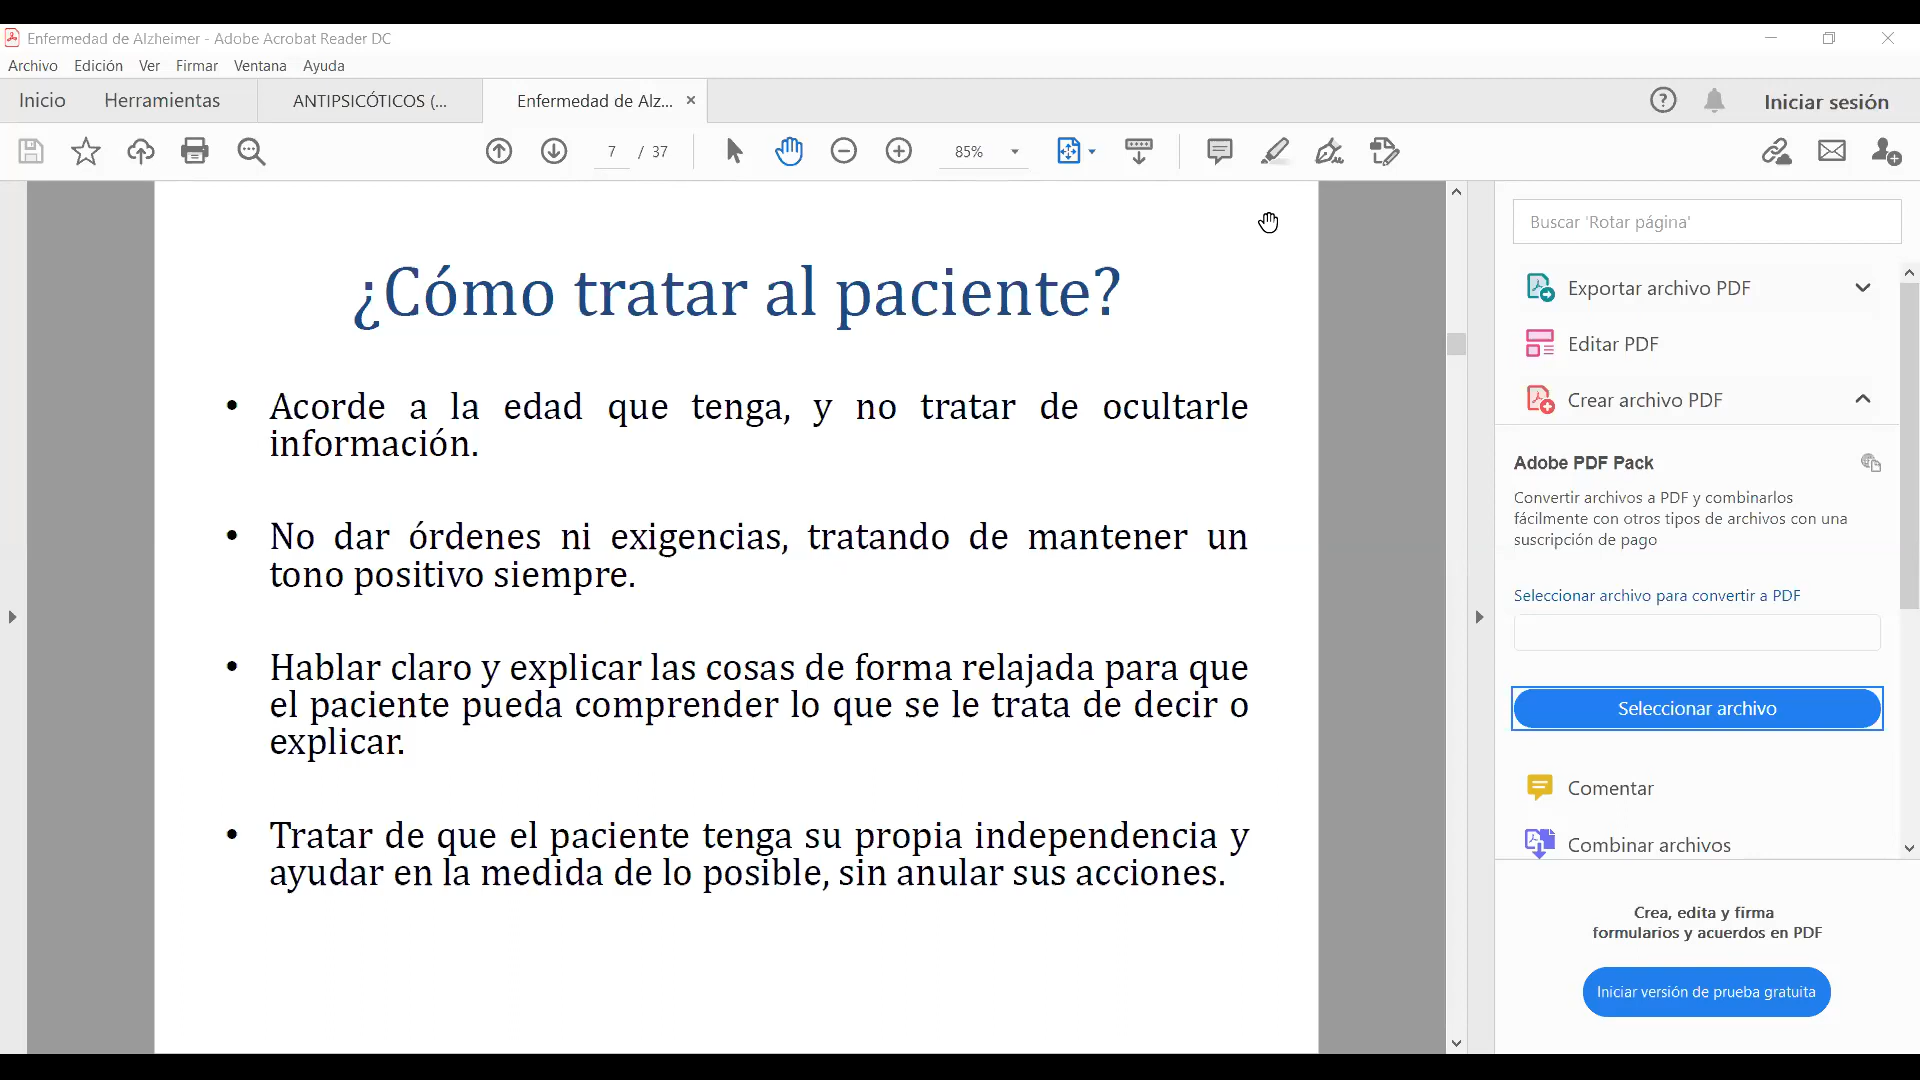 Enfermedad de Alzheimer - Adobe Acrobat Reader DC
Archivo Edición Ver Firmar Ventana Ayuda
Inicio Herramientas ANTIPSICÓTICOS (... Enfermedad de Alz... × Iniciar sesión
7 / 37 85%
¿Cómo tratar al paciente?
• Acorde a la edad que tenga, y no tratar de ocultarle
información.
• No dar órdenes ni exigencias, tratando de mantener un
tono positivo siempre.
• Hablar claro y explicar las cosas de forma relajada para que
el paciente pueda comprender lo que se le trata de decir o
explicar.
• Tratar de que el paciente tenga su propia independencia y
ayudar en la medida de lo posible, sin anular sus acciones.
Buscar 'Rotar página'
Exportar archivo PDF
Editar PDF
Crear archivo PDF
Adobe PDF Pack
Convertir archivos a PDF y combinarlos
fácilmente con otros tipos de archivos con una
suscripción de pago
Seleccionar archivo para convertir a PDF
Seleccionar archivo
Comentar
Combinar archivos
Crea, edita y firma
formularios y acuerdos en PDF
Iniciar versión de prueba gratuita